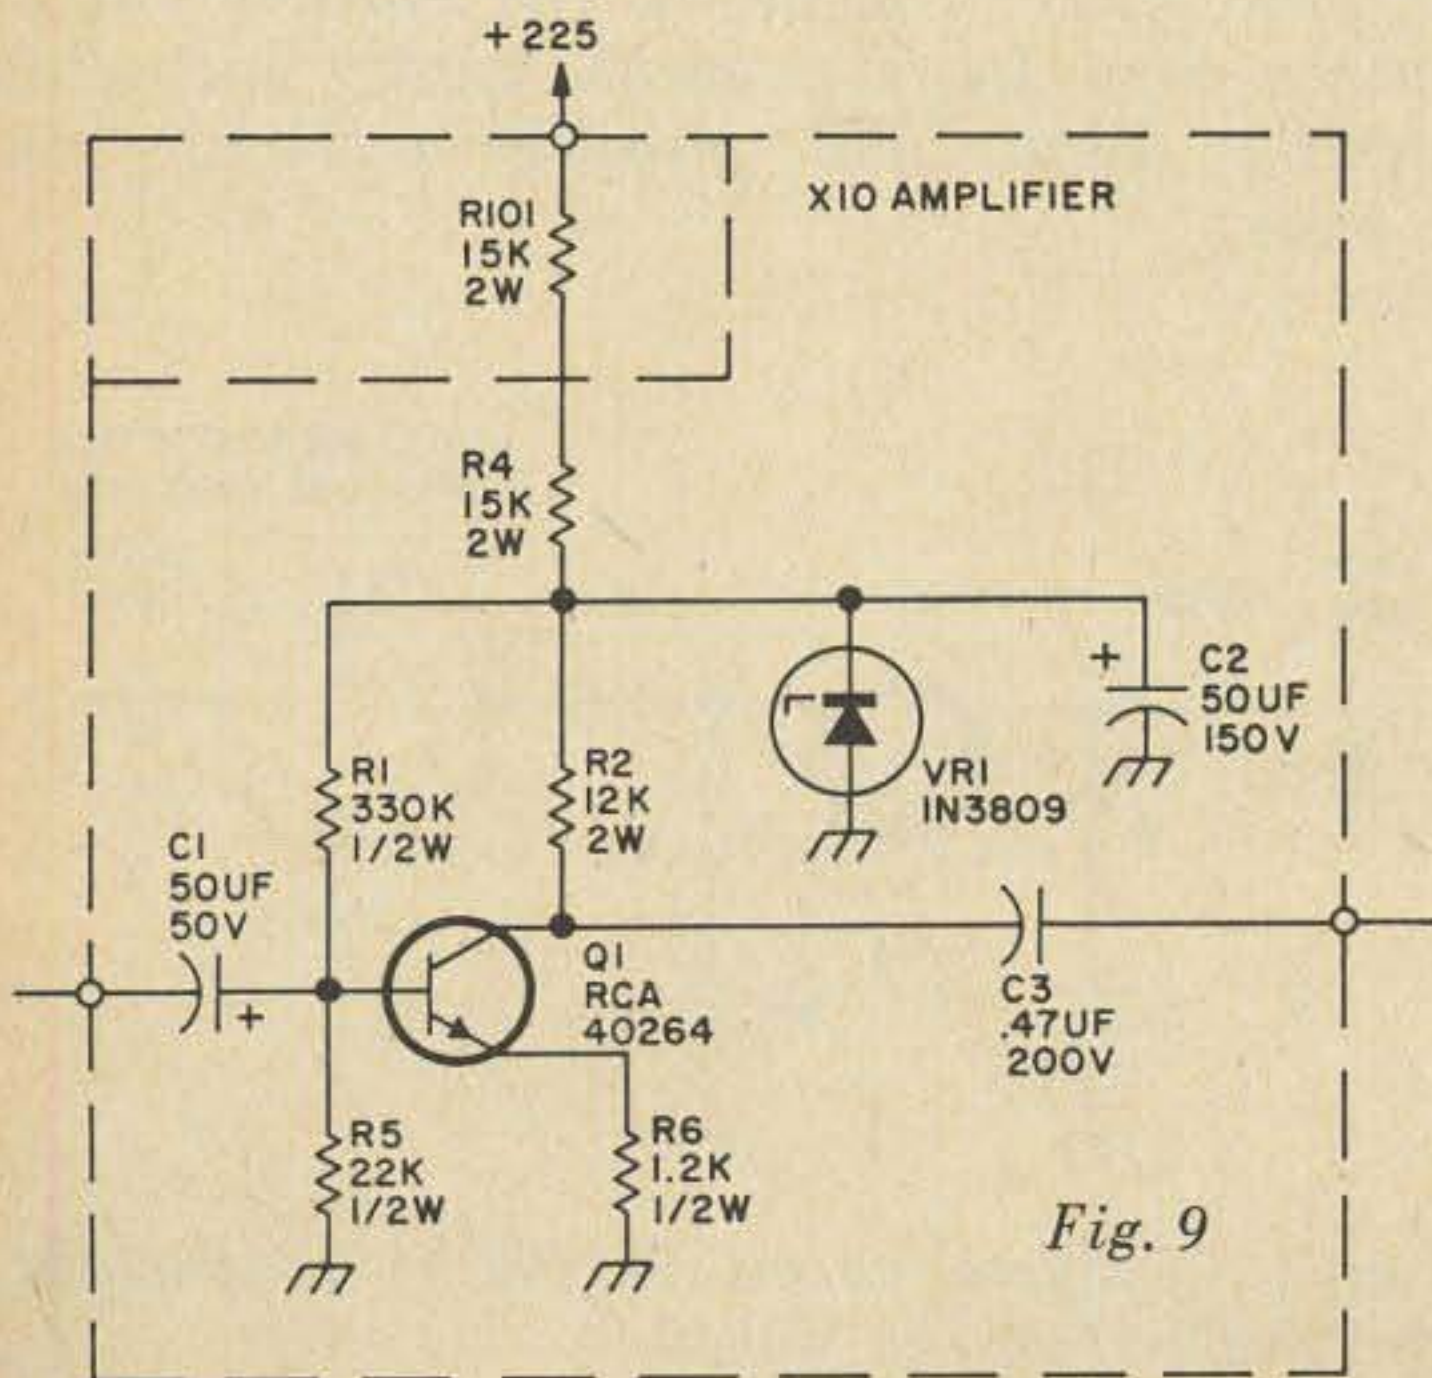 +225
X10 AMPLIFIER
R101
15K
2W
R4
15K
2W
C2
50UF
150V
+
R1
330K
1/2W
R2
12K
2W
VR1
1N3809
C1
50UF
50V
+
Q1
RCA
40264
C3
.47UF
200V
R5
22K
1/2W
R6
1.2K
1/2W
Fig. 9